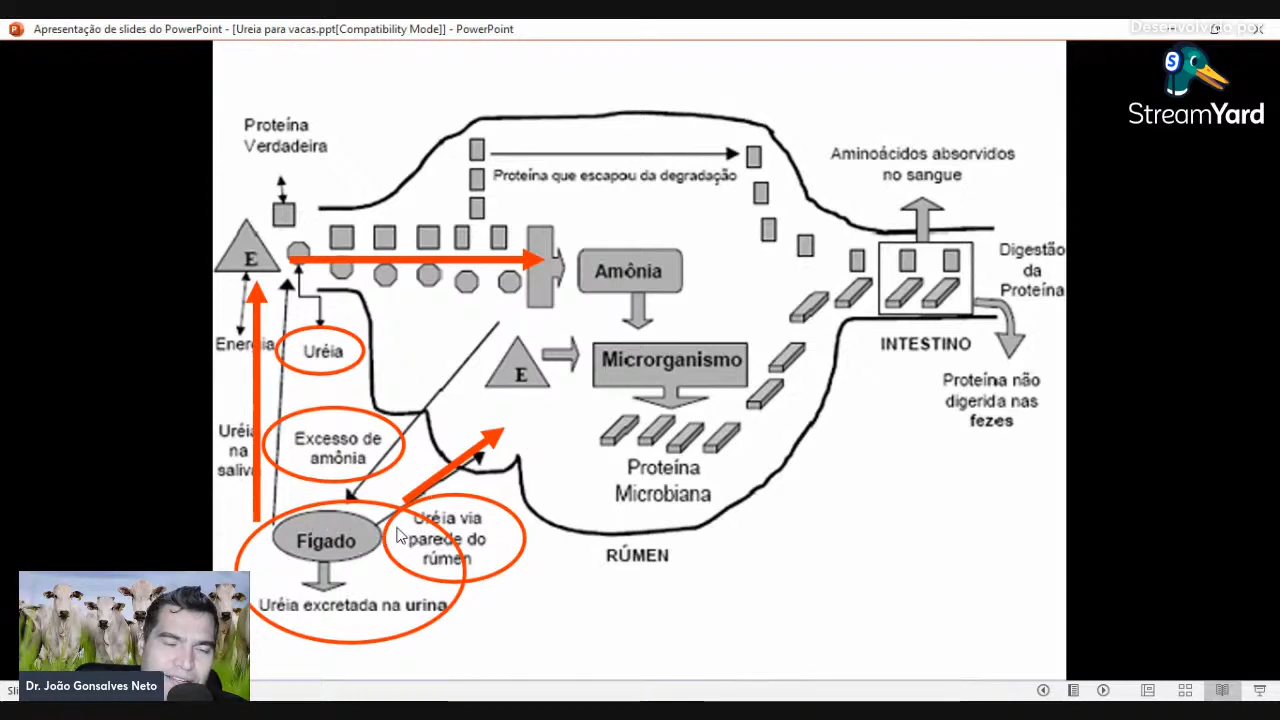 Apresentação de slides do PowerPoint - [Ureia para vacas.ppt[Compatibility Mode]] - PowerPoint
Desenvolvido por
StreamYard
Proteína
Verdadeira
Proteína que escapou da degradação
Aminoácidos absorvidos
no sangue
E
Amônia
Digestão
da
Proteína
Energia
Uréia
E
Microrganismo
INTESTINO
Proteína não
digerida nas
fezes
Uréia
na
saliva
Excesso de
amônia
Proteína
Microbiana
Fígado
Uréia via
parede do
rúmen
RÚMEN
Uréia excretada na urina
Dr. João Gonsalves Neto